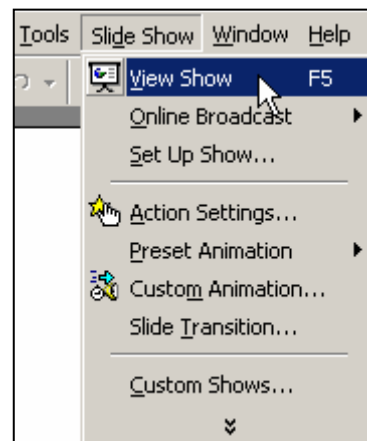 Tools Slide Show Window Help
View Show F5
Online Broadcast
Set Up Show...
Action Settings...
Preset Animation
Custom Animation...
Slide Transition...
Custom Shows...